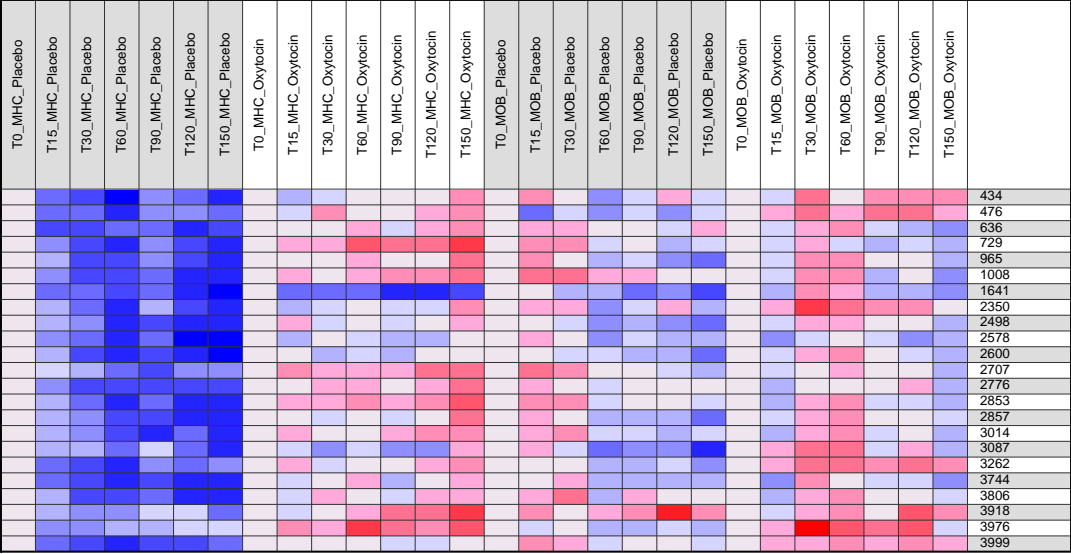 T0_MHC_Placebo
T15_MHC_Placebo
T30_MHC_Placebo
T60_MHC_Placebo
T90_MHC_Placebo
T120_MHC_Placebo
T150_MHC_Placebo
T0_MHC_Oxytocin
T15_MHC_Oxytocin
T30_MHC_Oxytocin
T60_MHC_Oxytocin
T90_MHC_Oxytocin
T120_MHC_Oxytocin
T150_MHC_Oxytocin
T0_MOB_Placebo
T15_MOB_Placebo
T30_MOB_Placebo
T60_MOB_Placebo
T90_MOB_Placebo
T120_MOB_Placebo
T150_MOB_Placebo
T0_MOB_Oxytocin
T15_MOB_Oxytocin
T30_MOB_Oxytocin
T60_MOB_Oxytocin
T90_MOB_Oxytocin
T120_MOB_Oxytocin
T150_MOB_Oxytocin
434
476
636
729
965
1008
1641
2350
2498
2578
2600
2707
2776
2853
2857
3014
3087
3262
3744
3806
3918
3976
3999